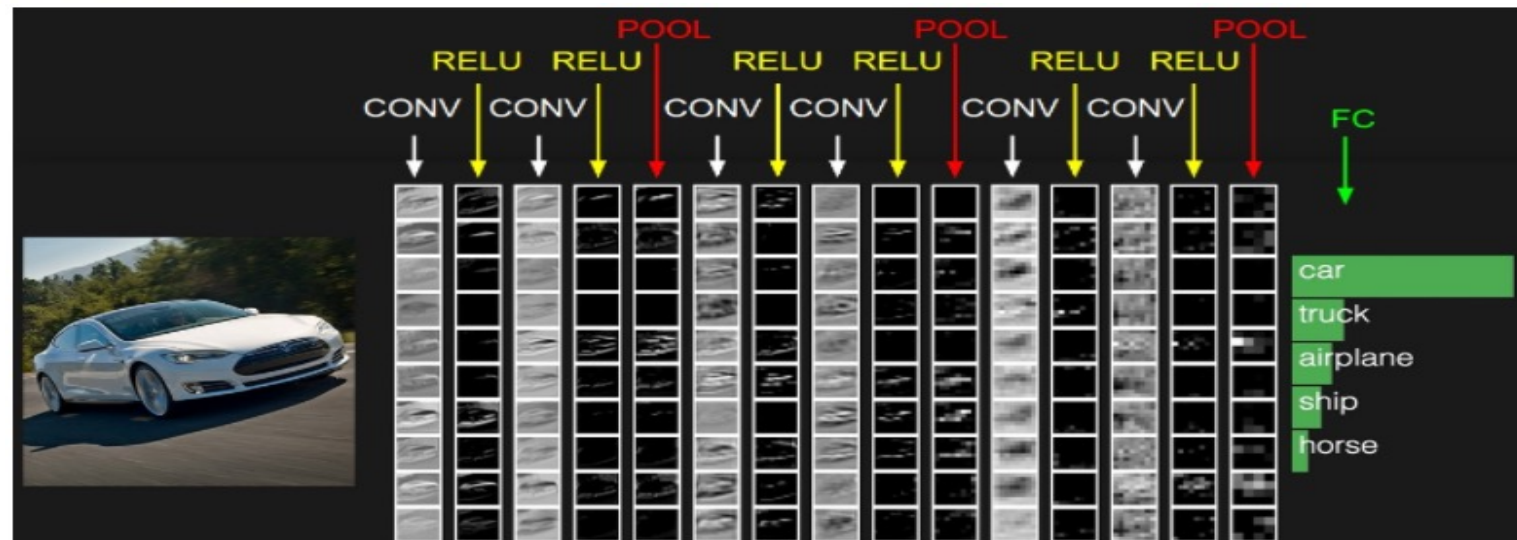 POOL POOL POOL
RELU RELU RELU RELU RELU RELU
CONV CONV CONV CONV CONV CONV
FC
car
truck
airplane
ship
horse